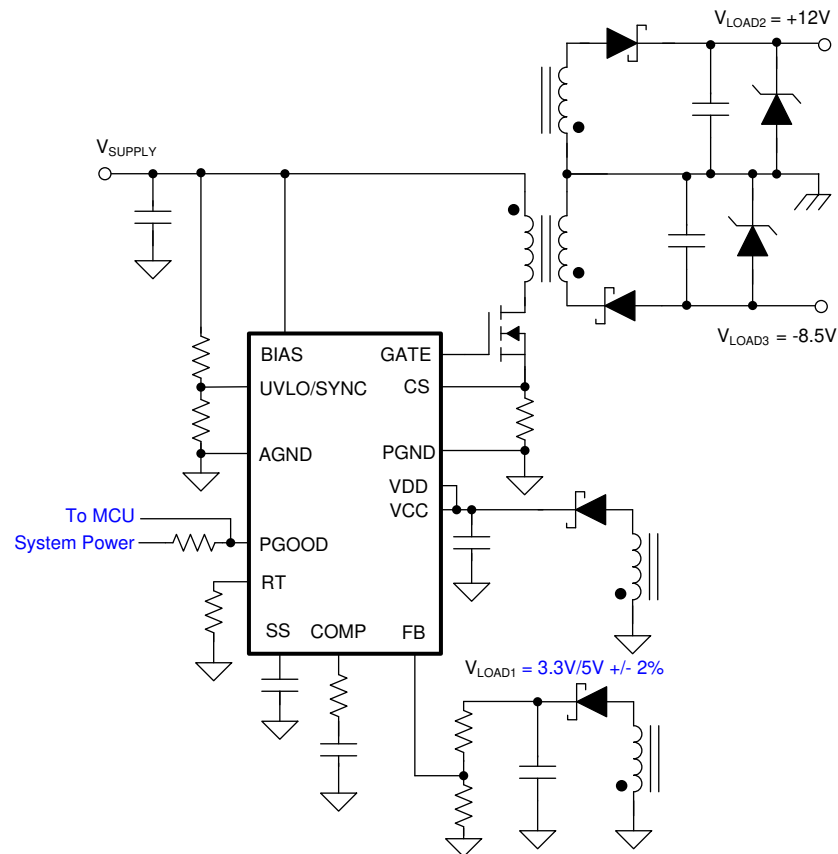 VLOAD2 = +12V
VSUPPLY
VLOAD3 = -8.5V
BIAS
GATE
UVLO/SYNC
CS
AGND
PGND
VDD
VCC
To MCU
System Power
PGOOD
RT
SS
COMP
FB
VLOAD1 = 3.3V/5V +/- 2%